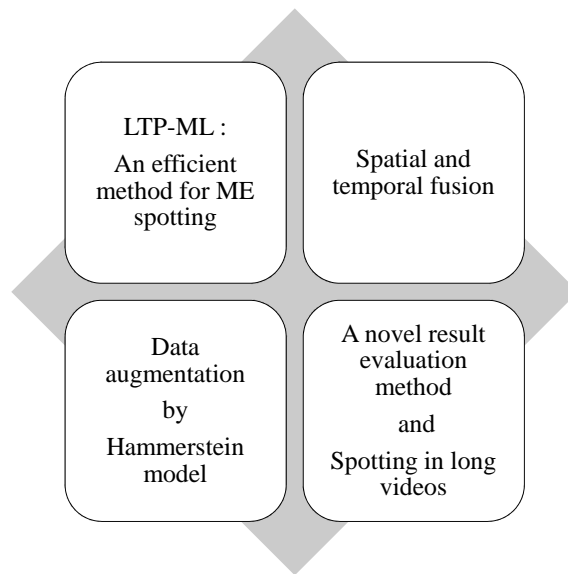 LTP-ML :
An efficient
method for ME
spotting
Spatial and
temporal fusion
Data
augmentation
by
Hammerstein
model
A novel result
evaluation
method
and
Spotting in long
videos